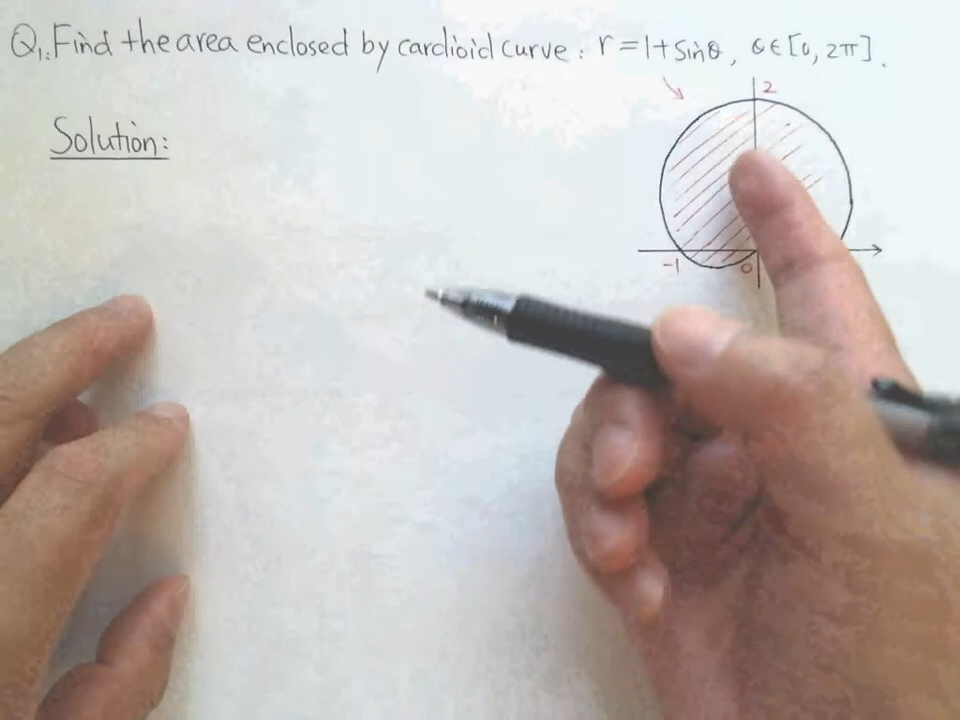 Q1: Find the area enclosed by cardioid curve: r = 1 + sinθ, θ ∈ [0, 2π].
2
Solution:
-1 0